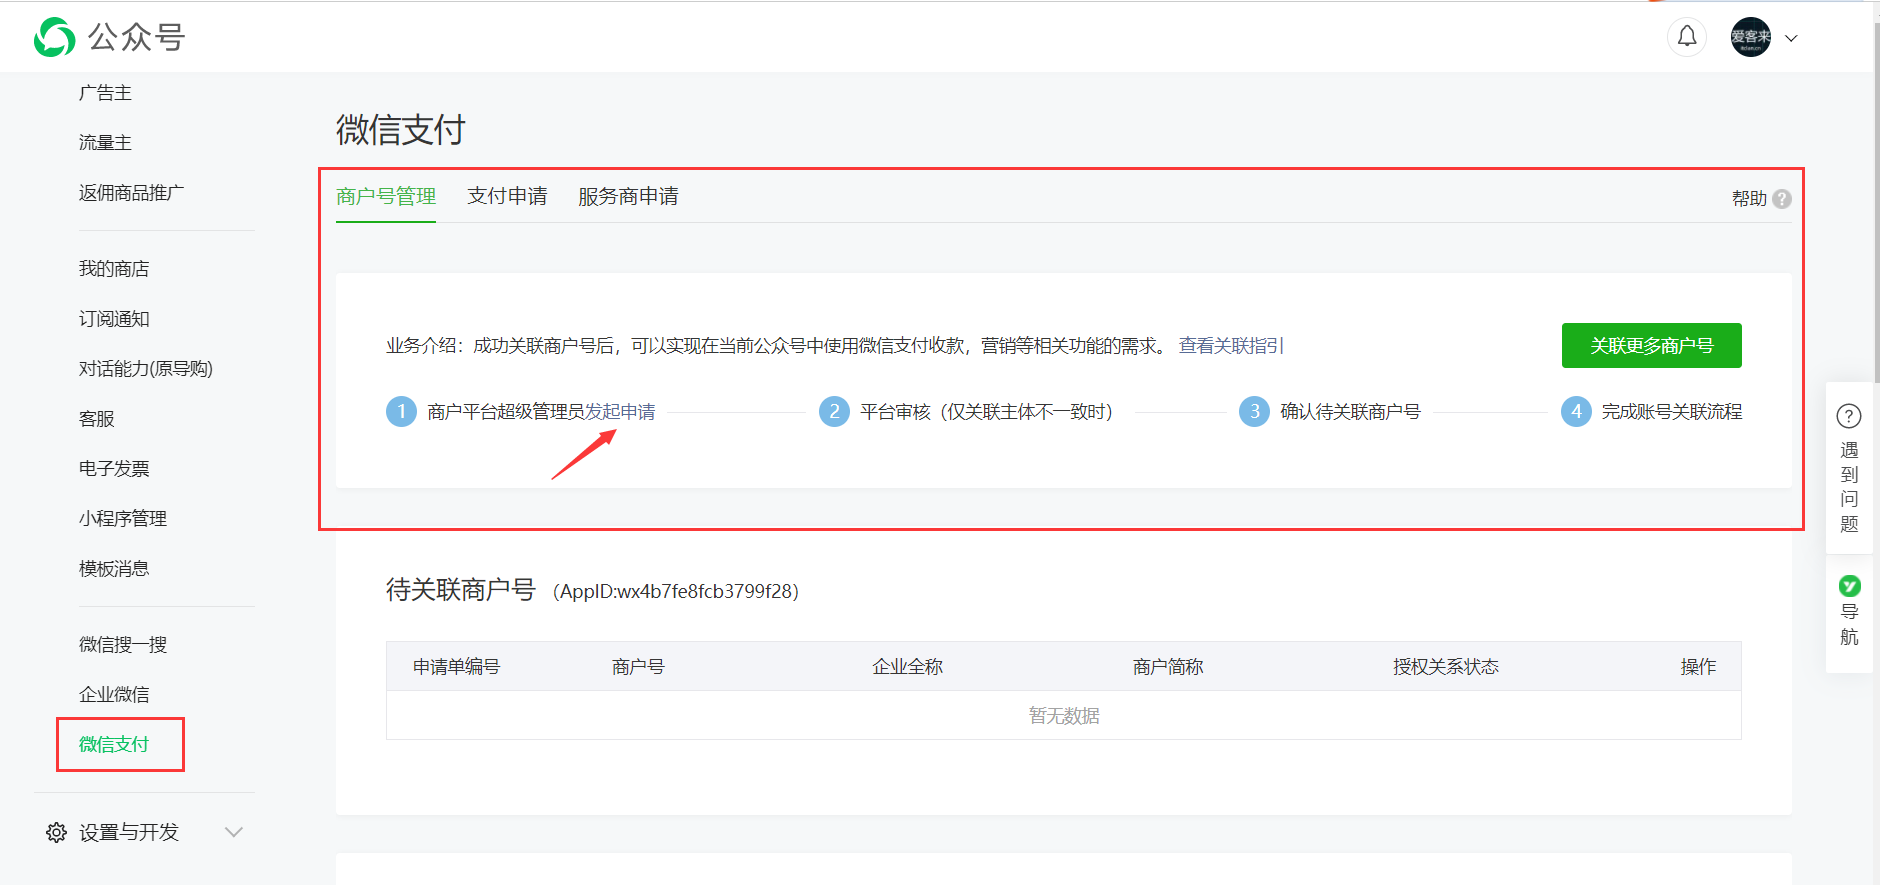 公众号
爱客来
广告主
流量主
返佣商品推广
我的商店
订阅通知
对话能力(原导购)
客服
电子发票
小程序管理
模板消息
微信搜一搜
企业微信
微信支付
设置与开发
微信支付
商户号管理 支付申请 服务商申请 帮助 ?
业务介绍：成功关联商户号后，可以实现在当前公众号中使用微信支付收款，营销等相关功能的需求。 查看关联指引
关联更多商户号
1 商户平台超级管理员发起申请 2 平台审核（仅关联主体不一致时） 3 确认待关联商户号 4 完成账号关联流程
待关联商户号 （AppID:wx4b7fe8fcb3799f28）
申请单编号 商户号 企业全称 商户简称 授权关系状态 操作
暂无数据
?
遇
到
问
题
导
航